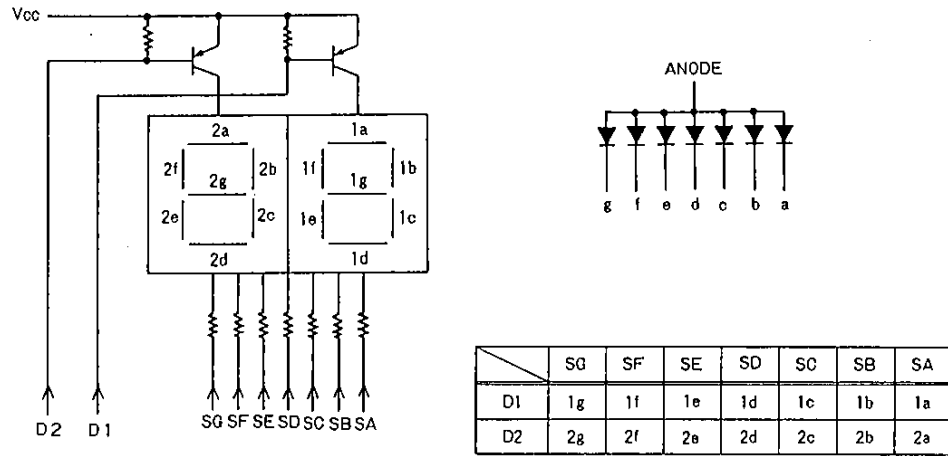 Vcc
ANODE
2a 1a
2f 2b 1f 1b
2g 1g
2e 2c 1e 1c
2d 1d
g f e d c b a
D2 D1 SG SF SE SD SC SB SA
SG SF SE SD SC SB SA
D1 1g 1f 1e 1d 1c 1b 1a
D2 2g 2f 2e 2d 2c 2b 2a